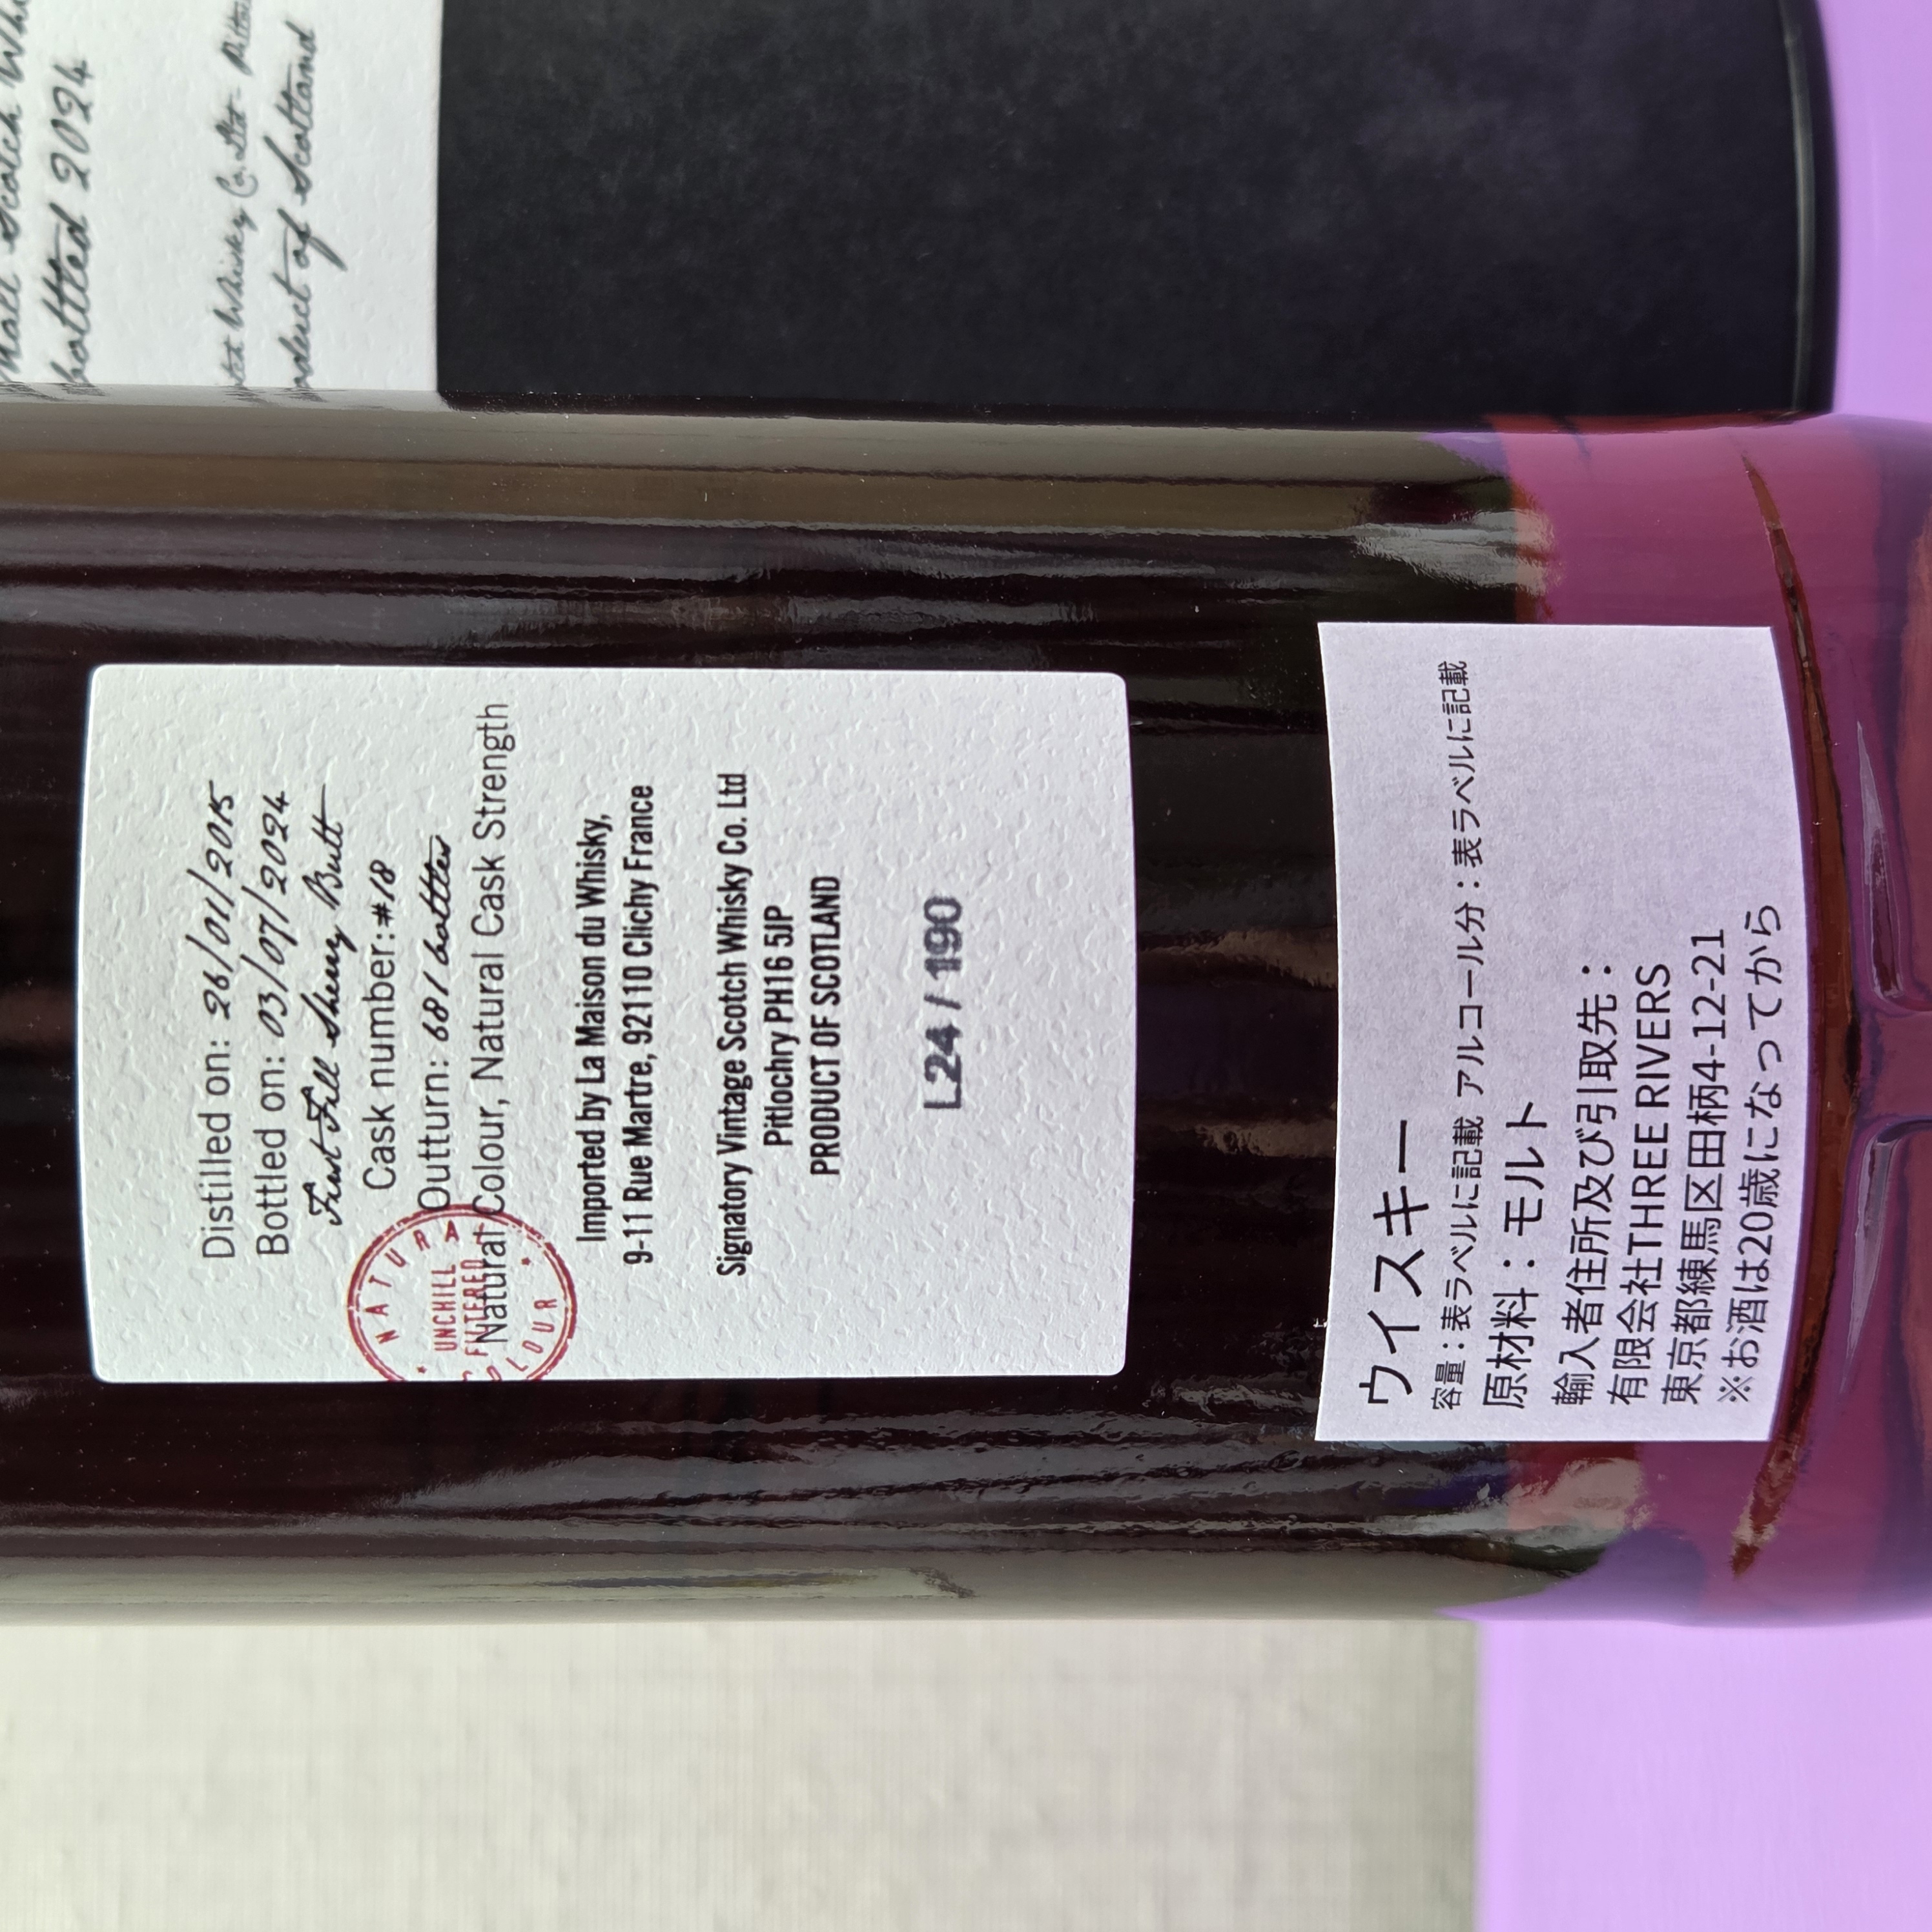 Malt Scotch
bottled 2024
Whisky Co. Ltd
of Scotland
Distilled on: 26/01/2015
Bottled on: 03/07/2024
First Fill Sherry Butt
Cask number: #18
Outturn: 681 bottles
Natural Colour, Natural Cask Strength
NATURAL
UNCHILL
FILTERED
COLOUR
Imported by La Maison du Whisky,
9-11 Rue Martre, 92110 Clichy France
Signatory Vintage Scotch Whisky Co. Ltd
Pitlochry PH16 5JP
PRODUCT OF SCOTLAND
L24 / 190
ウイスキー
容量：表ラベルに記載 アルコール分：表ラベルに記載
原材料：モルト
輸入者住所及び引取先：
有限会社THREE RIVERS
東京都練馬区田柄4-12-21
※お酒は20歳になってから